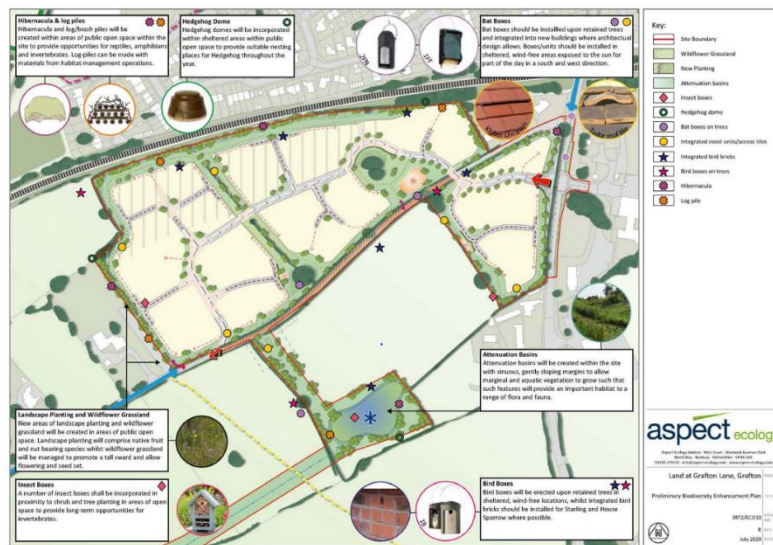 Hibernacula & log piles
Hibernacula and log/brash piles will be
created within areas of public open space within the
site to provide opportunities for reptiles, amphibians
and invertebrates. Log-piles can be made with
materials from habitat management operations.
Hedgehog Dome
Hedgehog domes will be incorporated
within sheltered areas within public
open space to provide suitable nesting
places for Hedgehog throughout the
year.
Bat Boxes
Bat boxes should be installed upon retained trees
and integrated into new buildings where architectural
design allows. Boxes/units should be installed in
sheltered, wind-free areas exposed to the sun for
part of the day in a south and west direction.
2FN
1FF
Attenuation Basins
Attenuation basins will be created within the site
with sinuous, gently sloping margins to allow
marginal and aquatic vegetation to grow such that
such features will provide an important habitat to a
range of flora and fauna.
Landscape Planting and Wildflower Grassland
New areas of landscape planting and wildflower
grassland will be created in areas of public open
space. Landscape planting will comprise native fruit
and nut bearing species whilst wildflower grassland
will be managed to promote a tall sward and allow
flowering and seed set.
Insect Boxes
A number of insect boxes shall be incorporated in
proximity to shrub and tree planting in areas of open
space to provide long-term opportunities for
invertebrates.
1B
Bird Boxes
Bird boxes will be erected upon retained trees in
sheltered, wind-free locations, whilst integrated bird
bricks should be installed for Starling and House
Sparrow where possible.
Key:
Site Boundary
Wildflower Grassland
New Planting
Attenuation basins
Insect boxes
Hedgehog dome
Bat boxes on trees
Integrated roost units/access tiles
Integrated bird bricks
Bird boxes on trees
Hibernacula
Log pile
aspect ecolog
Land at Grafton Lane, Grafton
Preliminary Biodiversity Enhancement Plan
July 2020